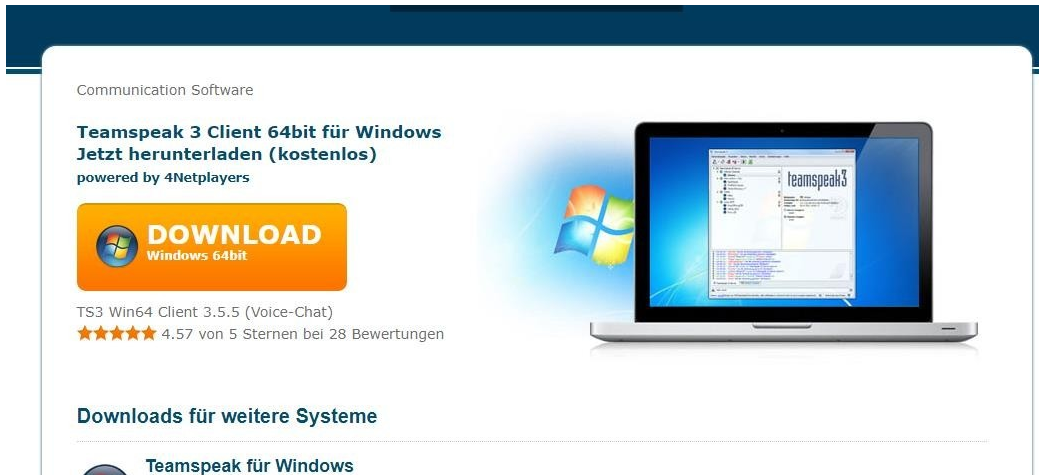 Communication Software
Teamspeak 3 Client 64bit für Windows
Jetzt herunterladen (kostenlos)
powered by 4Netplayers
DOWNLOAD
Windows 64bit
TS3 Win64 Client 3.5.5 (Voice-Chat)
4.57 von 5 Sternen bei 28 Bewertungen
teamspeak3
Downloads für weitere Systeme
Teamspeak für Windows